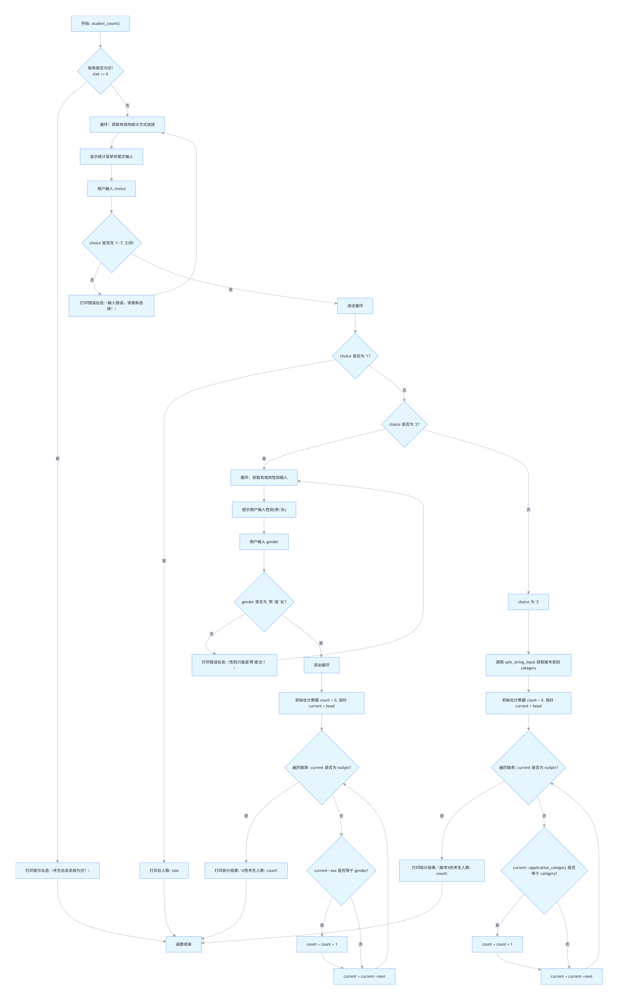 开始: student_count()
链表是否为空?
size == 0
否
循环：获取有效的统计方式选择
显示统计菜单并提示输入
用户输入 choice
choice 是否在 '1'-'3' 之间?
否
是
打印错误信息: \输入错误，请重新选
择！\
退出循环
choice 是否为 '1'?
否
choice 是否为 '2'?
是
是
循环：获取有效的性别输入
提示用户输入性别(男/女)
否
用户输入 gender
是
gender 是否为 '男' 或 '女'?
choice 为 '3'
否
是
打印错误信息: \性别只能是'男'或'女'！
\
退出循环
调用 safe_string_input 获取报考类别
category
初始化计数器 count = 0, 指针
current = head
初始化计数器 count = 0, 指针
current = head
遍历链表: current 是否为 nullptr?
遍历链表: current 是否为 nullptr?
是
否
是
否
打印提示信息: \考生信息系统为空！\
打印总人数: size
打印统计结果: \X性考生人数: count\
current->sex 是否等于 gender?
打印统计结果: \报考X的考生人数:
count\
current->application_category 是否
等于 category?
是
是
函数结束
count = count + 1
否
count = count + 1
否
current = current->next
current = current->next